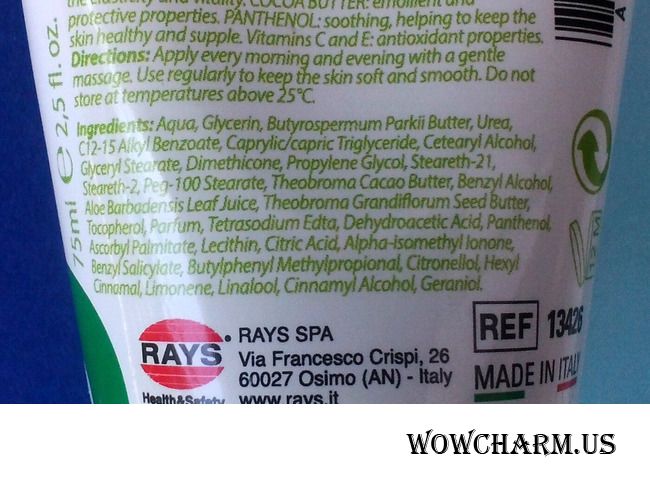 the elasticity and vitality. COCOA BUTTER: emollient and
protective properties. PANTHENOL: soothing, helping to keep the
skin healthy and supple. Vitamins C and E: antioxidant properties.
Directions: Apply every morning and evening with a gentle
massage. Use regularly to keep the skin soft and smooth. Do not
store at temperatures above 25°C.
Ingredients: Aqua, Glycerin, Butyrospermum Parkii Butter, Urea,
C12-15 Alkyl Benzoate, Caprylic/capric Triglyceride, Cetearyl Alcohol,
Glyceryl Stearate, Dimethicone, Propylene Glycol, Steareth-21,
Steareth-2, Peg-100 Stearate, Theobroma Cacao Butter, Benzyl Alcohol,
Aloe Barbadensis Leaf Juice, Theobroma Grandiflorum Seed Butter,
Tocopherol, Parfum, Tetrasodium Edta, Dehydroacetic Acid, Panthenol,
Ascorbyl Palmitate, Lecithin, Citric Acid, Alpha-isomethyl Ionone,
Benzyl Salicylate, Butylphenyl Methylpropional, Citronellol, Hexyl
Cinnamal, Limonene, Linalool, Cinnamyl Alcohol, Geraniol.
75ml ℮ 2,5 fl. oz.
12 M
RAYS
Health&Safety
RAYS SPA
Via Francesco Crispi, 26
60027 Osimo (AN) - Italy
www.rays.it
REF 13426
MADE IN ITALY
WOWCHARM.US